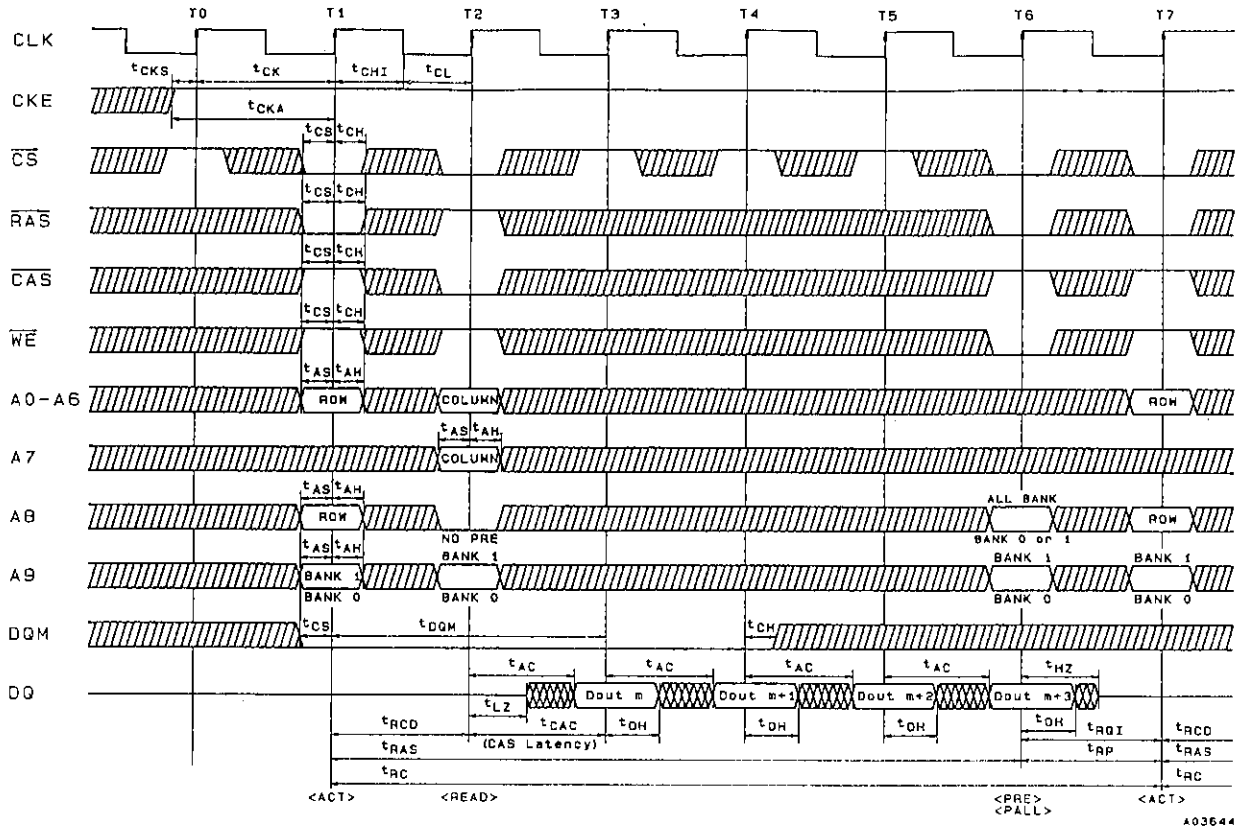 T0 T1 T2 T3 T4 T5 T6 T7
CLK
tCKS tCK tCHI tCL
CKE
tCKA
tCS tCH
CS
tCS tCH
RAS
tCS tCH
CAS
tCS tCH
WE
tAS tAH
A0-A6 ROW COLUMN ROW
tAS tAH
A7 COLUMN
tAS tAH ALL BANK
A8 ROW ROW
NO PRE BANK 0 or 1
tAS tAH BANK 1 BANK 1 BANK 1
A9 BANK 1
BANK 0 BANK 0 BANK 0 BANK 0
DQM tCS tDQM tCH
tAC tAC tAC tAC tHZ
DQ Dout m Dout m+1 Dout m+2 Dout m+3
tLZ
tRCD tCAC tOH tOH tOH tOH tRQI tRCD
(CAS Latency)
tRAS tRP tRAS
tRC tRC
<ACT> <READ> <PRE> <ACT>
<PALL>
A03644